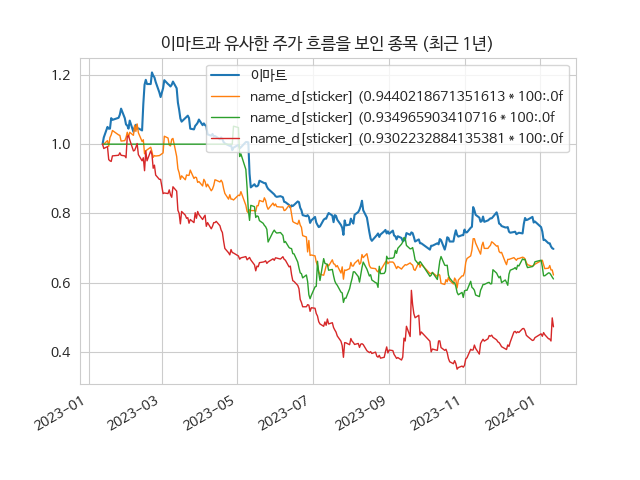 이마트과 유사한 주가 흐름을 보인 종목 (최근 1년)
이마트
name_d[sticker] (0.9440218671351613 * 100:.0f
name_d[sticker] (0.934965903410716 * 100:.0f
name_d[sticker] (0.9302232884135381 * 100:.0f
1.2
1.0
0.8
0.6
0.4
2023-01
2023-03
2023-05
2023-07
2023-09
2023-11
2024-01